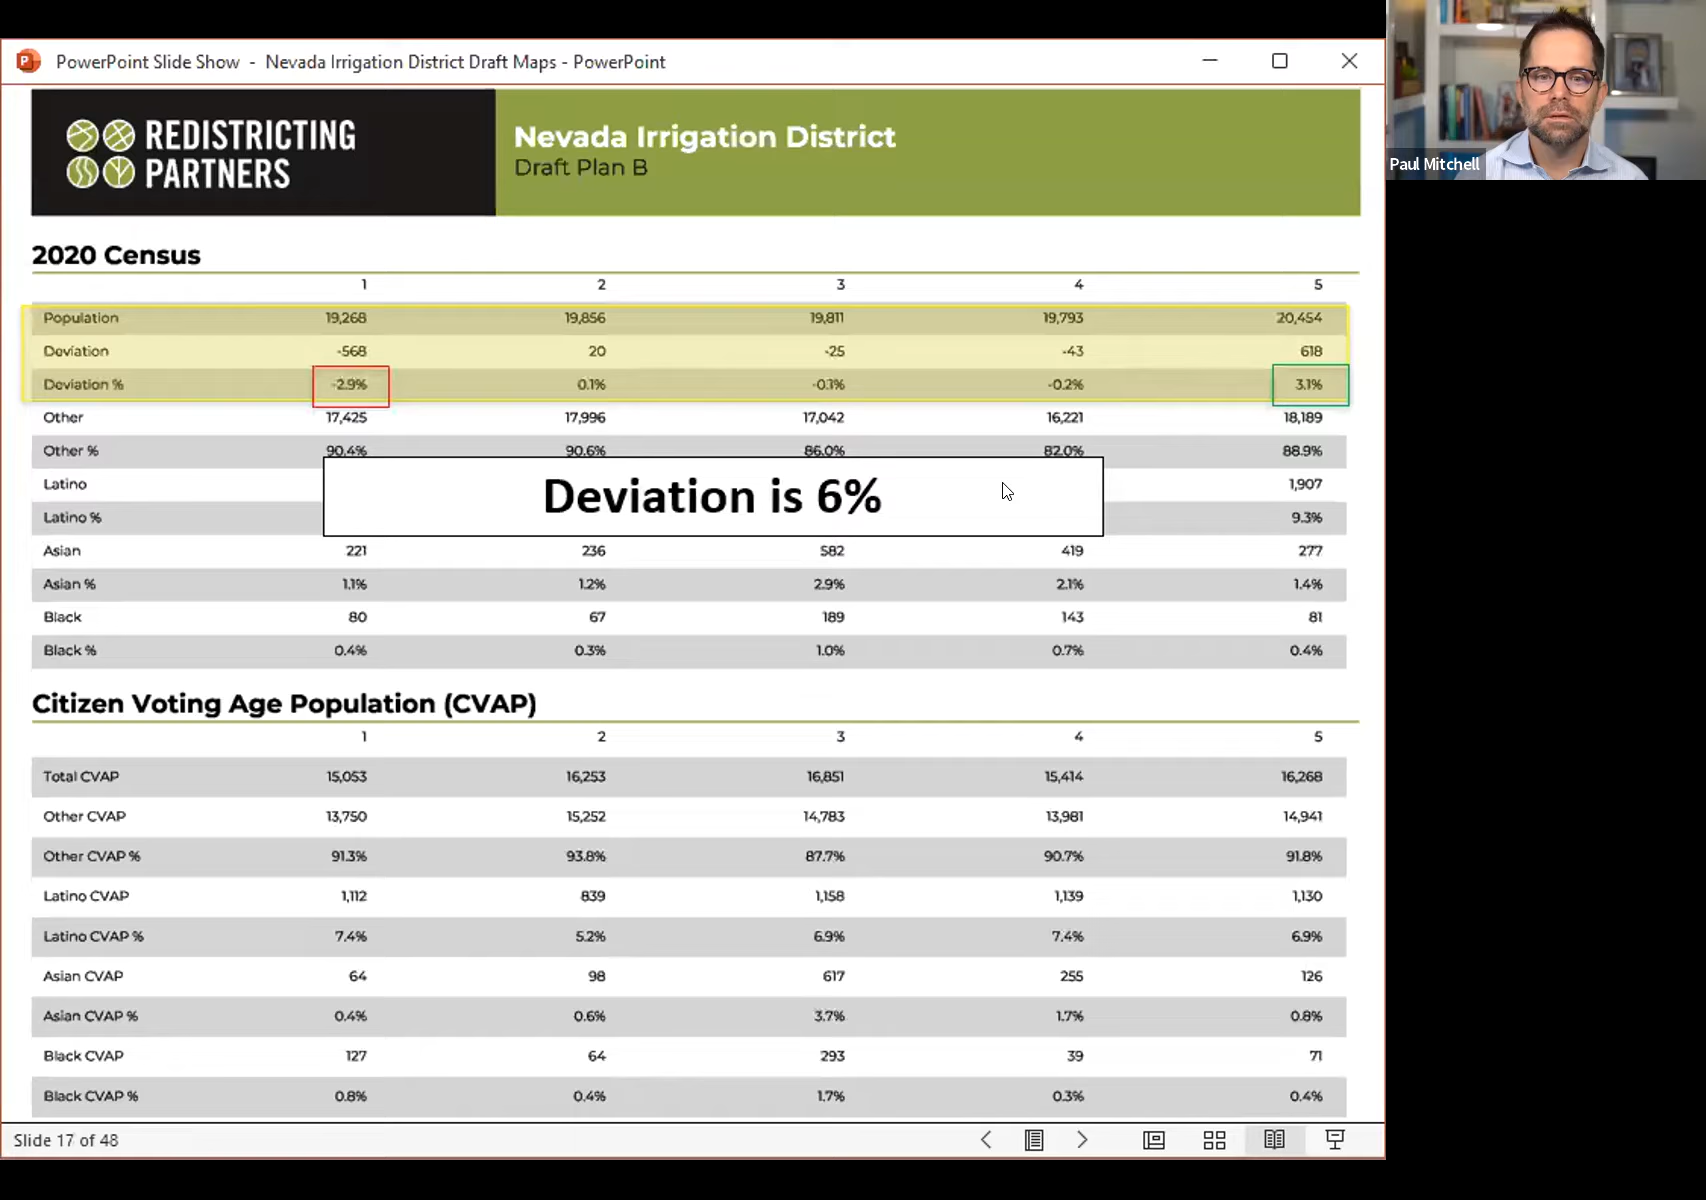 PowerPoint Slide Show - Nevada Irrigation District Draft Maps - PowerPoint
Paul Mitchell
REDISTRICTING
PARTNERS
Nevada Irrigation District
Draft Plan B
2020 Census
1 2 3 4 5
Population 19,268 19,856 19,811 19,793 20,454
Deviation -568 20 -25 -43 618
Deviation % -2.9% 0.1% -0.1% -0.2% 3.1%
Other 17,425 17,996 17,042 16,221 18,189
Other % 90.4% 90.6% 86.0% 82.0% 88.9%
Latino 1,907
Deviation is 6%
Latino % 9.3%
Asian 221 236 582 419 277
Asian % 1.1% 1.2% 2.9% 2.1% 1.4%
Black 80 67 189 143 81
Black % 0.4% 0.3% 1.0% 0.7% 0.4%
Citizen Voting Age Population (CVAP)
1 2 3 4 5
Total CVAP 15,053 16,253 16,851 15,414 16,268
Other CVAP 13,750 15,252 14,783 13,981 14,941
Other CVAP % 91.3% 93.8% 87.7% 90.7% 91.8%
Latino CVAP 1,112 839 1,158 1,139 1,130
Latino CVAP % 7.4% 5.2% 6.9% 7.4% 6.9%
Asian CVAP 64 98 617 255 126
Asian CVAP % 0.4% 0.6% 3.7% 1.7% 0.8%
Black CVAP 127 64 293 39 71
Black CVAP % 0.8% 0.4% 1.7% 0.3% 0.4%
Slide 17 of 48